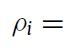 ρᵢ =